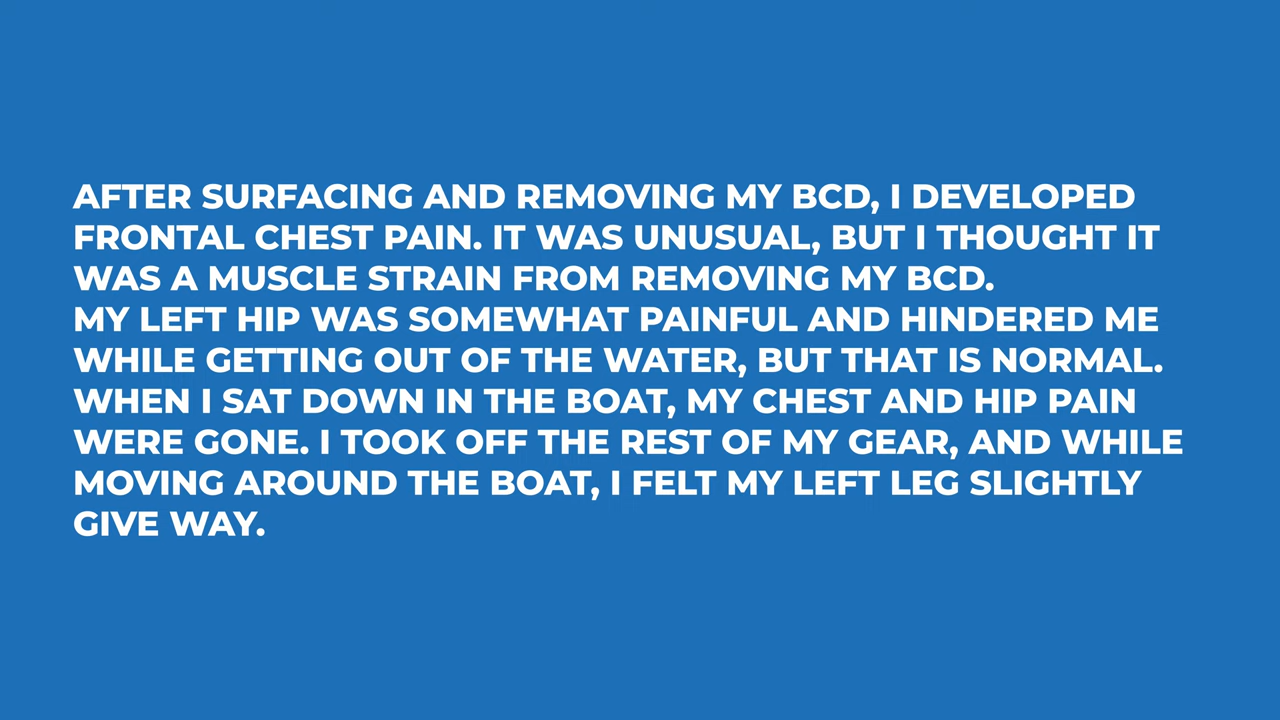 AFTER SURFACING AND REMOVING MY BCD, I DEVELOPED
FRONTAL CHEST PAIN. IT WAS UNUSUAL, BUT I THOUGHT IT
WAS A MUSCLE STRAIN FROM REMOVING MY BCD.
MY LEFT HIP WAS SOMEWHAT PAINFUL AND HINDERED ME
WHILE GETTING OUT OF THE WATER, BUT THAT IS NORMAL.
WHEN I SAT DOWN IN THE BOAT, MY CHEST AND HIP PAIN
WERE GONE. I TOOK OFF THE REST OF MY GEAR, AND WHILE
MOVING AROUND THE BOAT, I FELT MY LEFT LEG SLIGHTLY
GIVE WAY.